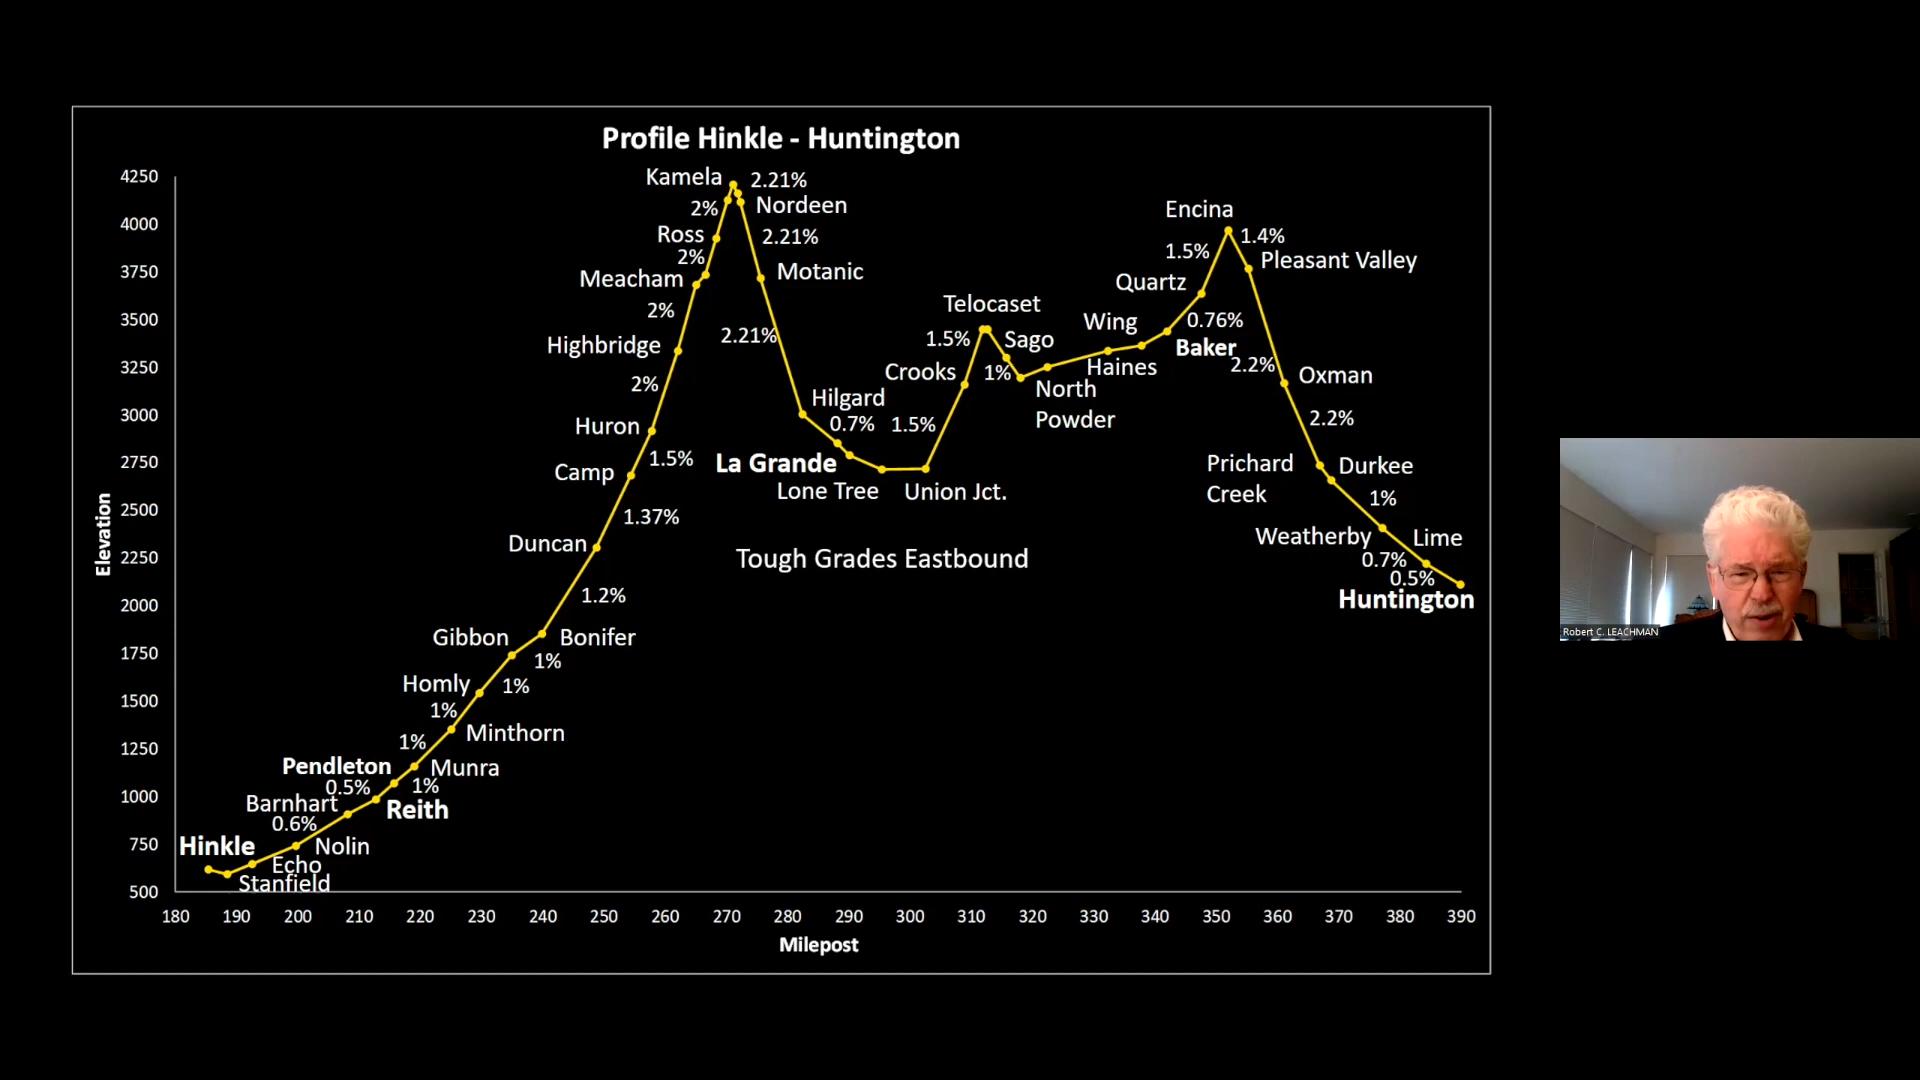 Profile Hinkle - Huntington
4250
4000
3750
3500
3250
3000
2750
2500
2250
2000
1750
1500
1250
1000
750
500
Elevation
180 190 200 210 220 230 240 250 260 270 280 290 300 310 320 330 340 350 360 370 380 390
Milepost
Hinkle
Stanfield
Echo
Nolin
0.6%
Barnhart
0.5%
Reith
Pendleton
1%
Munra
1%
Minthorn
1%
Homly
1%
Gibbon
1%
Bonifer
1.2%
Duncan
1.37%
Camp
1.5%
Huron
2%
Highbridge
2%
Meacham
2%
Ross
2%
Kamela
2.21%
Nordeen
2.21%
Motanic
2.21%
Hilgard
0.7%
La Grande
Lone Tree
Union Jct.
1.5%
Crooks
1.5%
Telocaset
Sago
1%
North
Powder
Haines
Wing
Baker
0.76%
Quartz
1.5%
Encina
1.4%
Pleasant Valley
2.2%
Oxman
2.2%
Prichard
Creek
Durkee
1%
Weatherby
0.7%
Lime
0.5%
Huntington
Tough Grades Eastbound
Robert C. LEACHMAN